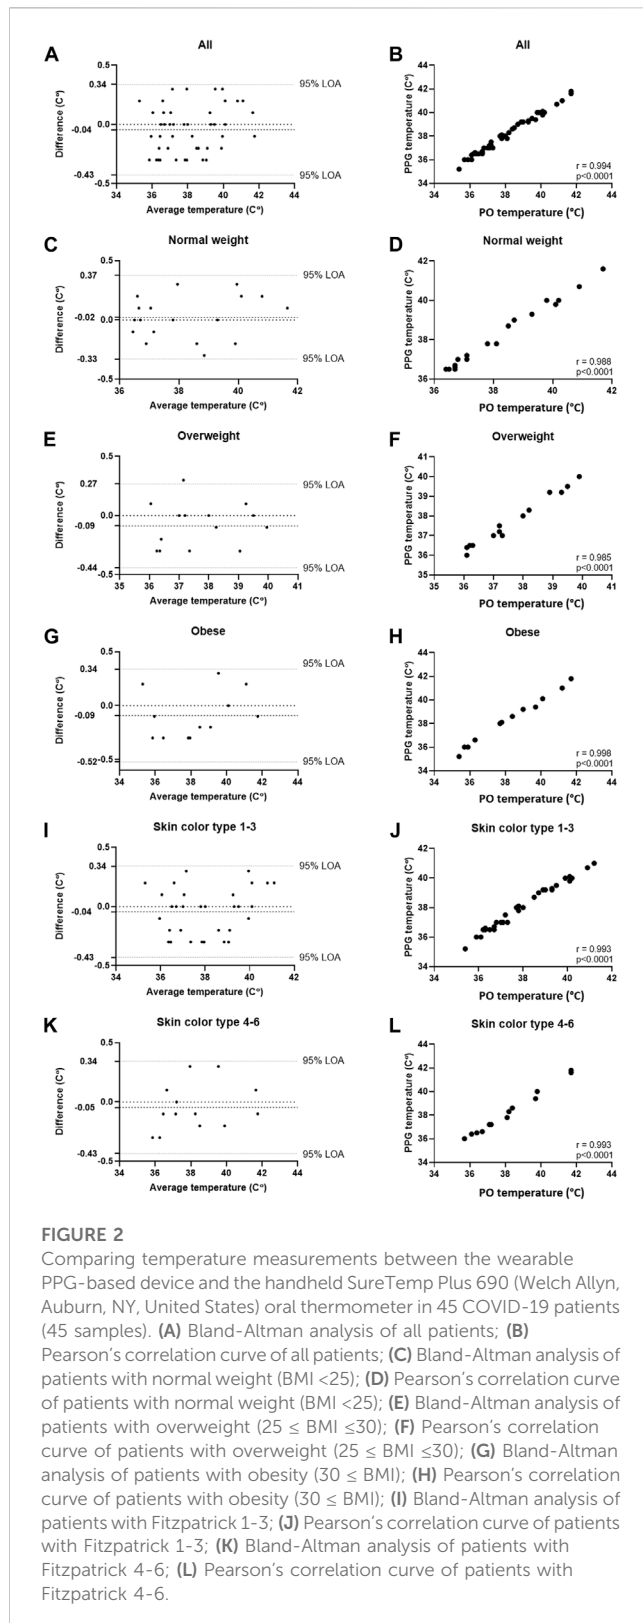 A
All
Difference (C°)
0.5
0.34
0.0
-0.04
-0.43
-0.5
95% LOA
95% LOA
34 36 38 40 42 44
Average temperature (C°)
B
All
PPG temperature (C°)
44
42
40
38
36
34
34 36 38 40 42 44
r = 0.994
p<0.0001
PO temperature (°C)
C
Normal weight
Difference (C°)
0.5
0.37
-0.02
0.0
-0.33
-0.5
95% LOA
95% LOA
36 38 40 42
Average temperature (C°)
D
Normal weight
PPG temperature (C°)
42
40
38
36
36 38 40 42
r = 0.988
p<0.0001
PO temperature (°C)
E
Overweight
Difference (C°)
0.5
0.27
0.0
-0.09
-0.44
-0.5
95% LOA
95% LOA
35 36 37 38 39 40 41
Average temperature (C°)
F
Overweight
PPG temperature (C°)
41
40
39
38
37
36
35
35 36 37 38 39 40 41
r = 0.985
p<0.0001
PO temperature (°C)
G
Obese
Difference (C°)
0.5
0.34
0.0
-0.09
-0.52
-0.5
95% LOA
95% LOA
34 36 38 40 42 44
Average temperature (C°)
H
Obese
PPG temperature (C°)
44
42
40
38
36
34
34 36 38 40 42 44
r = 0.998
p<0.0001
PO temperature (°C)
I
Skin color type 1-3
Difference (C°)
0.5
0.34
0.0
-0.04
-0.43
-0.5
95% LOA
95% LOA
34 36 38 40 42
Average temperature (C°)
J
Skin color type 1-3
PPG temperature (C°)
42
40
38
36
34
34 36 38 40 42
r = 0.993
p<0.0001
PO temperature (°C)
K
Skin color type 4-6
Difference (C°)
0.5
0.34
0.0
-0.05
-0.43
-0.5
95% LOA
95% LOA
34 36 38 40 42 44
Average temperature (C°)
L
Skin color type 4-6
PPG temperature (C°)
44
42
40
38
36
34
34 36 38 40 42 44
r = 0.993
p<0.0001
PO temperature (°C)
FIGURE 2
Comparing temperature measurements between the wearable
PPG-based device and the handheld SureTemp Plus 690 (Welch Allyn,
Auburn, NY, United States) oral thermometer in 45 COVID-19 patients
(45 samples). (A) Bland-Altman analysis of all patients; (B)
Pearson's correlation curve of all patients; (C) Bland-Altman analysis of
patients with normal weight (BMI <25); (D) Pearson's correlation curve
of patients with normal weight (BMI <25); (E) Bland-Altman analysis of
patients with overweight (25 ≤ BMI ≤30); (F) Pearson's correlation
curve of patients with overweight (25 ≤ BMI ≤30); (G) Bland-Altman
analysis of patients with obesity (30 ≤ BMI); (H) Pearson's correlation
curve of patients with obesity (30 ≤ BMI); (I) Bland-Altman analysis of
patients with Fitzpatrick 1-3; (J) Pearson's correlation curve of patients
with Fitzpatrick 1-3; (K) Bland-Altman analysis of patients with
Fitzpatrick 4-6; (L) Pearson's correlation curve of patients with
Fitzpatrick 4-6.